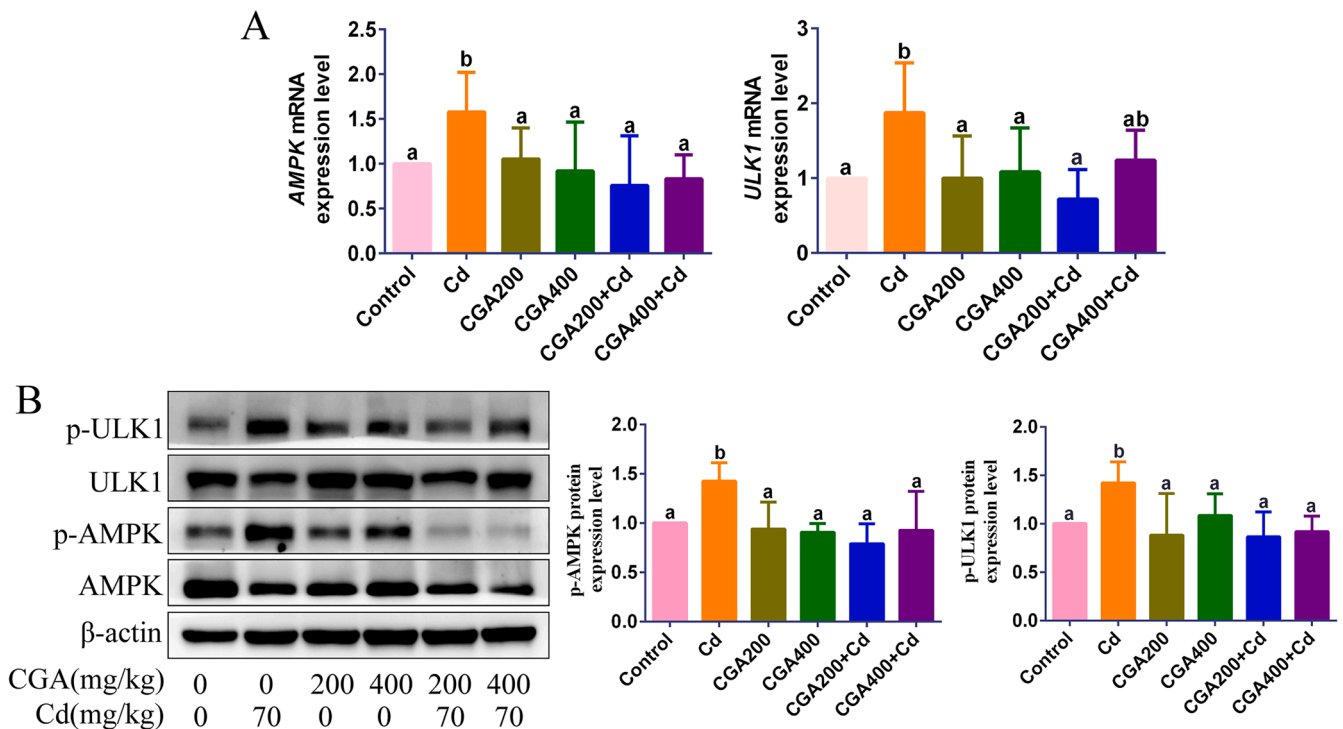 A
AMPK mRNA
expression level
2.5
2.0
1.5
1.0
0.5
0.0
a
b
a
a
a
a
Control
Cd
CGA200
CGA400
CGA200+Cd
CGA400+Cd
ULK1 mRNA
expression level
3
2
1
0
a
b
a
a
a
ab
Control
Cd
CGA200
CGA400
CGA200+Cd
CGA400+Cd
B
p-ULK1
ULK1
p-AMPK
AMPK
β-actin
CGA(mg/kg) 0 0 200 400 200 400
Cd(mg/kg) 0 70 0 0 70 70
p-AMPK protein
expression level
2.0
1.5
1.0
0.5
0.0
a
b
a
a
a
a
Control
Cd
CGA200
CGA400
CGA200+Cd
CGA400+Cd
p-ULK1 protein
expression level
2.0
1.5
1.0
0.5
0.0
a
b
a
a
a
a
Control
Cd
CGA200
CGA400
CGA200+Cd
CGA400+Cd